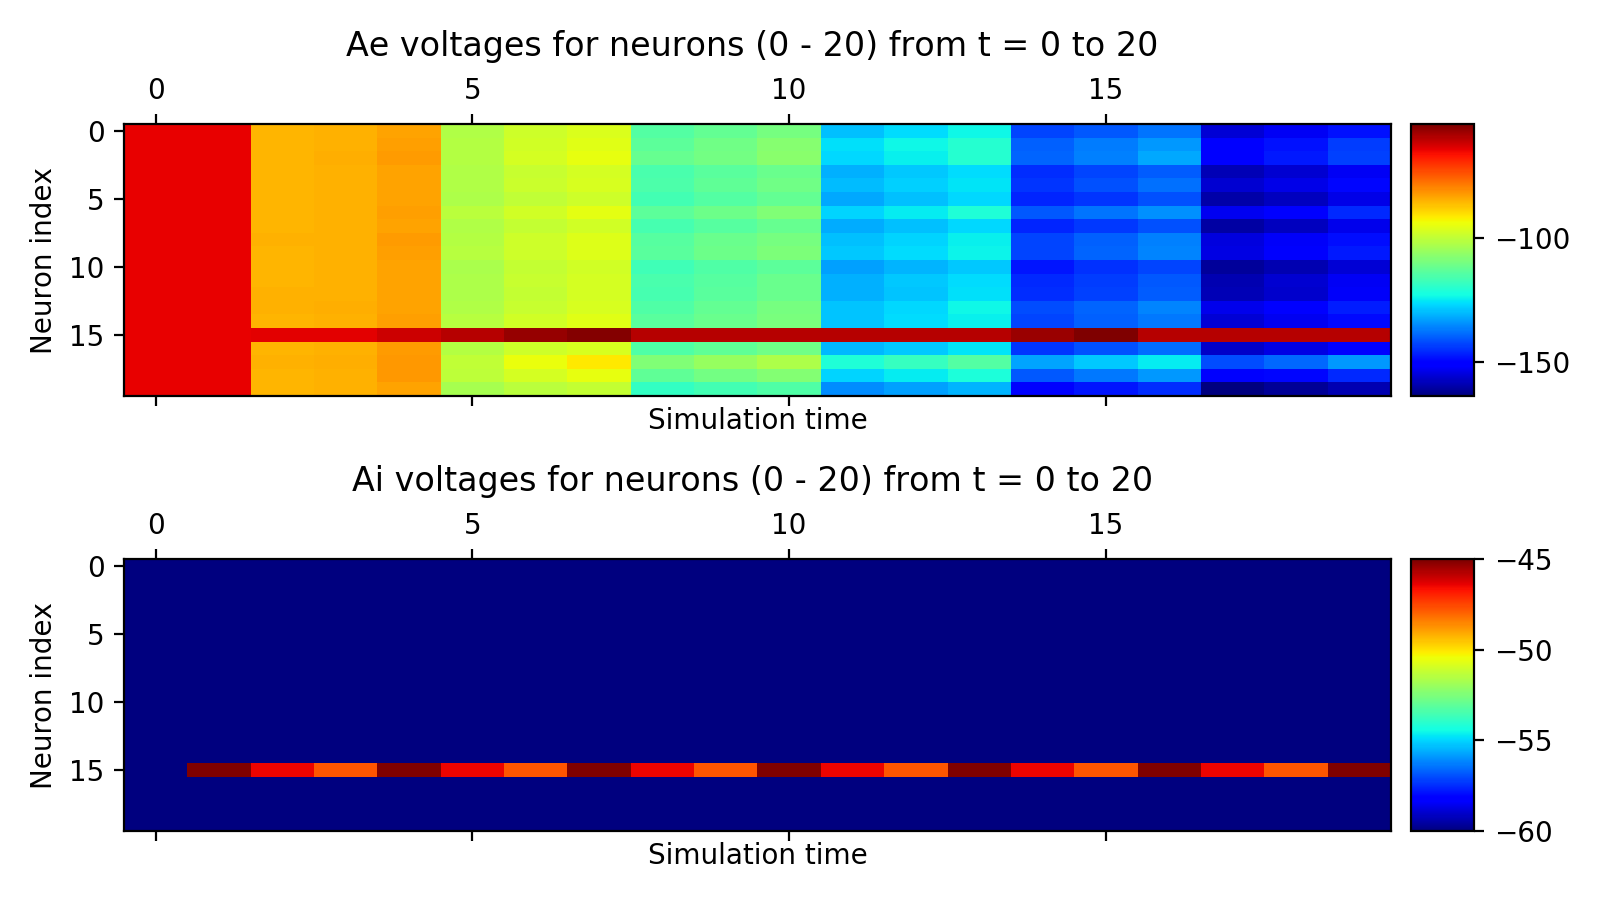 Ae voltages for neurons (0 - 20) from t = 0 to 20
0 5 10 15
Neuron index
0
5
10
15
−100
−150
Simulation time
Ai voltages for neurons (0 - 20) from t = 0 to 20
0 5 10 15
Neuron index
0
5
10
15
−45
−50
−55
−60
Simulation time